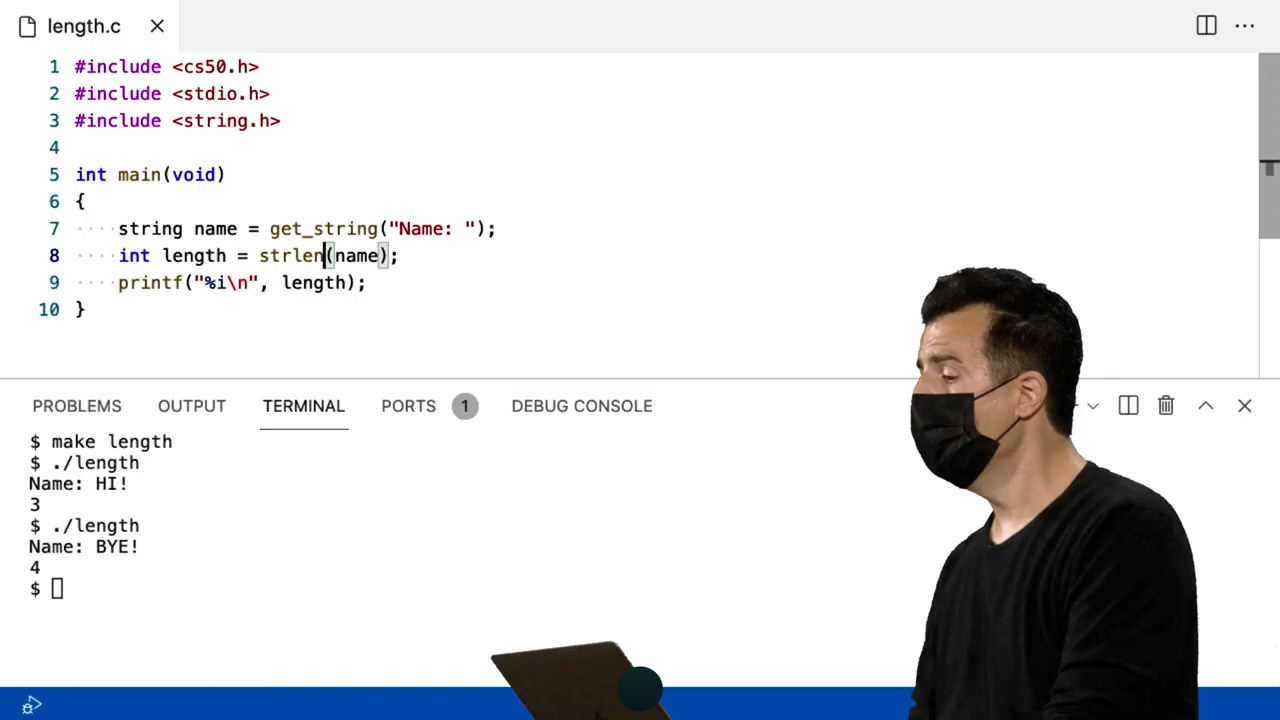 length.c
1 #include <cs50.h>
2 #include <stdio.h>
3 #include <string.h>
4
5 int main(void)
6 {
7 string name = get_string("Name: ");
8 int length = strlen(name);
9 printf("%i\n", length);
10 }
PROBLEMS OUTPUT TERMINAL PORTS 1 DEBUG CONSOLE
$ make length
$ ./length
Name: HI!
3
$ ./length
Name: BYE!
4
$